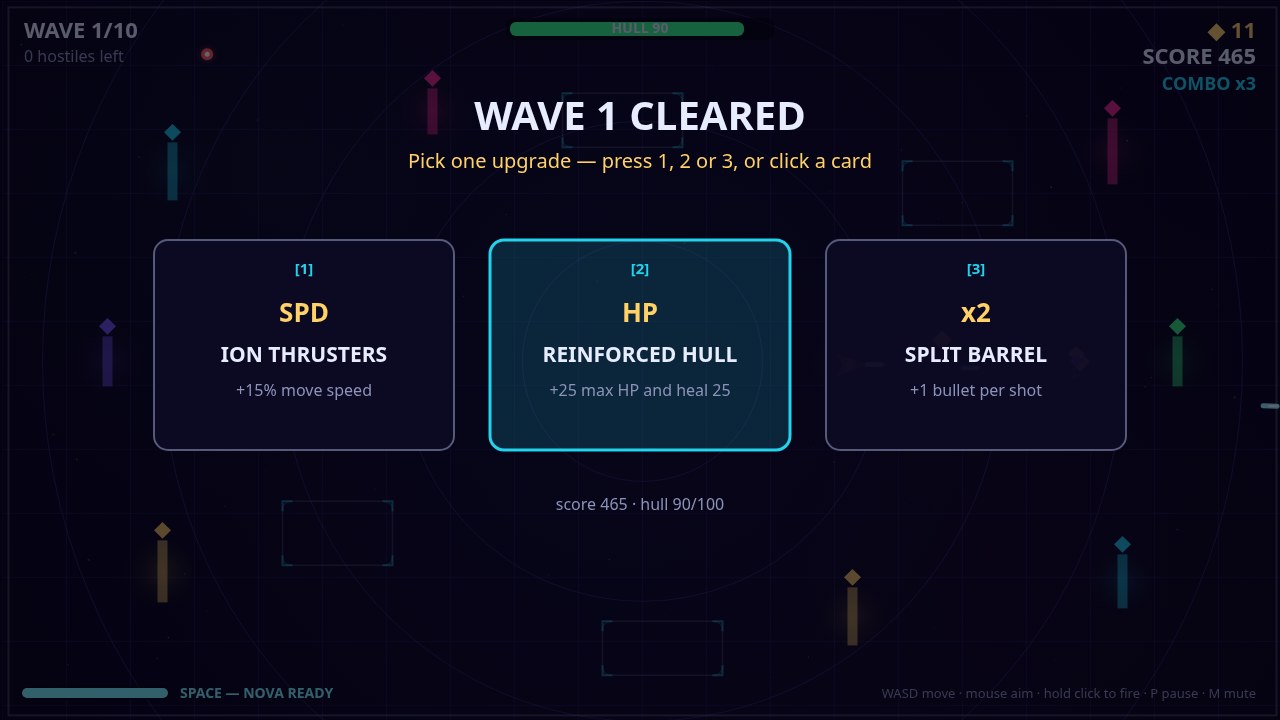 WAVE 1/10
0 hostiles left
HULL 90
◆ 11
SCORE 465
COMBO x3
WAVE 1 CLEARED
Pick one upgrade — press 1, 2 or 3, or click a card
[1]
SPD
ION THRUSTERS
+15% move speed
[2]
HP
REINFORCED HULL
+25 max HP and heal 25
[3]
x2
SPLIT BARREL
+1 bullet per shot
score 465 · hull 90/100
SPACE — NOVA READY
WASD move · mouse aim · hold click to fire · P pause · M mute